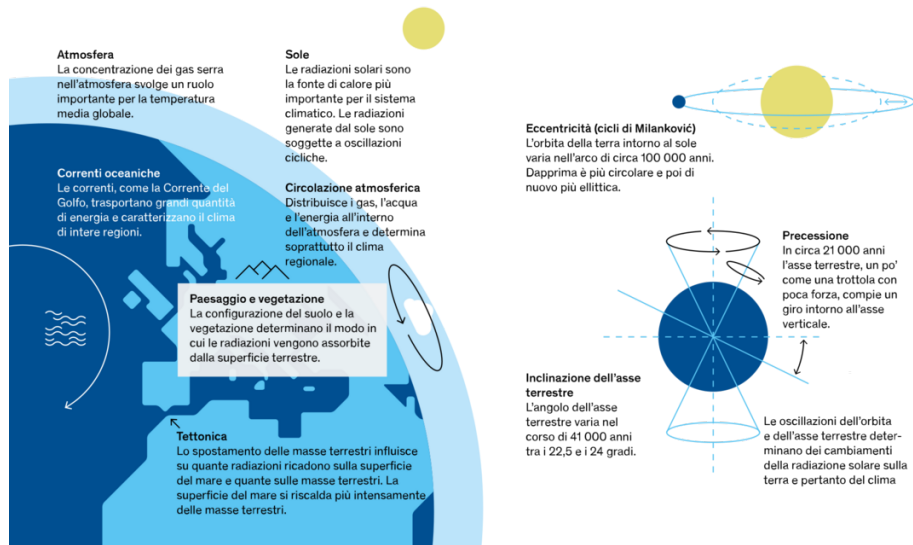 Atmosfera
La concentrazione dei gas serra
nell'atmosfera svolge un ruolo
importante per la temperatura
media globale.
Sole
Le radiazioni solari sono
la fonte di calore più
importante per il sistema
climatico. Le radiazioni
generate dal sole sono
soggette a oscillazioni
cicliche.
Correnti oceaniche
Le correnti, come la Corrente del
Golfo, trasportano grandi quantità
di energia e caratterizzano il clima
di intere regioni.
Circolazione atmosferica
Distribuisce i gas, l'acqua
e l'energia all'interno
dell'atmosfera e determina
soprattutto il clima
regionale.
Paesaggio e vegetazione
La configurazione del suolo e la
vegetazione determinano il modo in
cui le radiazioni vengono assorbite
dalla superficie terrestre.
Tettonica
Lo spostamento delle masse terrestri influisce
su quante radiazioni ricadono sulla superficie
del mare e quante sulle masse terrestri. La
superficie del mare si riscalda più intensamente
delle masse terrestri.
Eccentricità (cicli di Milanković)
L'orbita della terra intorno al sole
varia nell'arco di circa 100 000 anni.
Dapprima è più circolare e poi di
nuovo più ellittica.
Precessione
In circa 21 000 anni
l'asse terrestre, un po'
come una trottola con
poca forza, compie un
giro intorno all'asse
verticale.
Inclinazione dell'asse
terrestre
L'angolo dell'asse
terrestre varia nel
corso di 41 000 anni
tra i 22,5 e i 24 gradi.
Le oscillazioni dell'orbita
e dell'asse terrestre deter-
minano dei cambiamenti
della radiazione solare sulla
terra e pertanto del clima